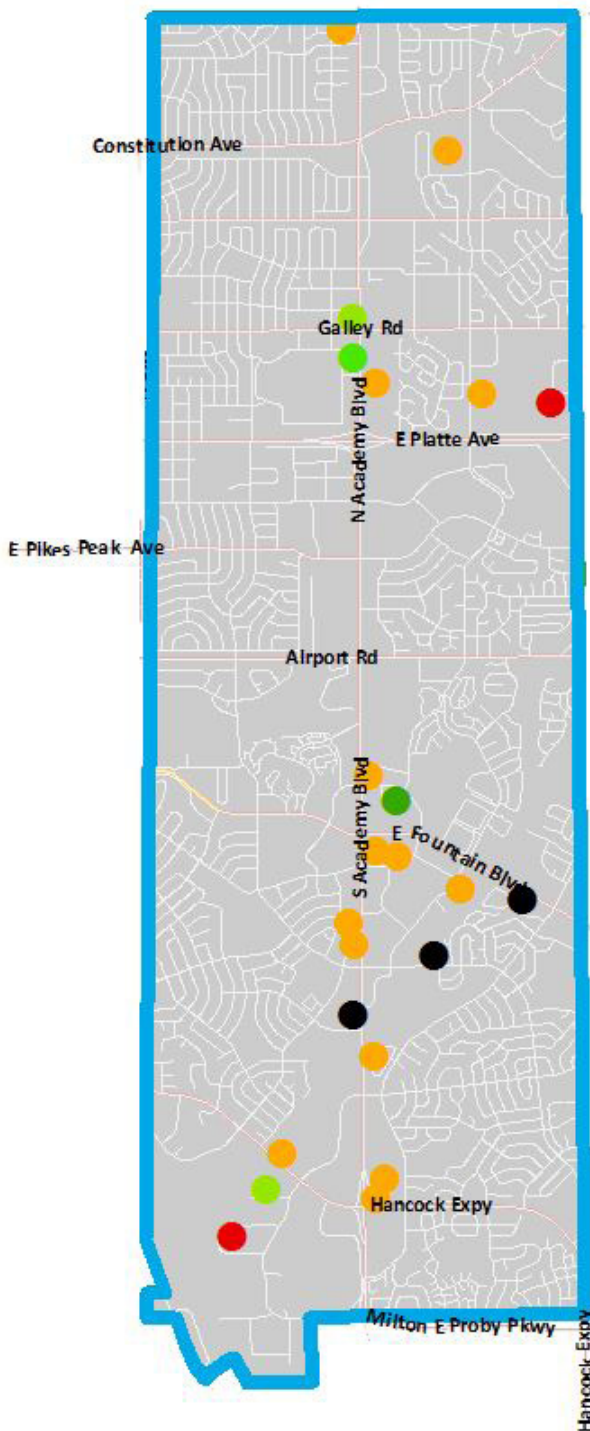 Constitution Ave
Galley Rd
N Academy Blvd
E Platte Ave
E Pikes Peak Ave
Airport Rd
S Academy Blvd
E Fountain Blvd
Hancock Expy
Milton E Proby Pkwy
Hancock Expy